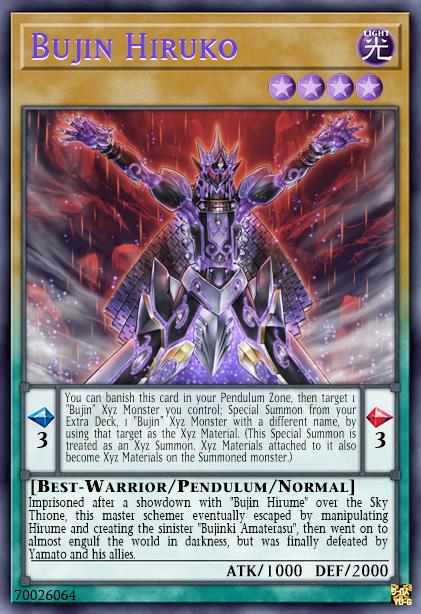 Bujin Hiruko
LIGHT
光
You can banish this card in your Pendulum Zone, then target 1
"Bujin" Xyz Monster you control; Special Summon from your
Extra Deck, 1 "Bujin" Xyz Monster with a different name, by
using that target as the Xyz Material. (This Special Summon is
treated as an Xyz Summon. Xyz Materials attached to it also
become Xyz Materials on the Summoned monster.)
3
3
[Best-Warrior/Pendulum/Normal]
Imprisoned after a showdown with "Bujin Hirume" over the Sky
Throne, this master schemer eventually escaped by manipulating
Hirume and creating the sinister "Bujinki Amaterasu", then went on to
almost engulf the world in darkness, but was finally defeated by
Yamato and his allies.
ATK/1000 DEF/2000
70026064